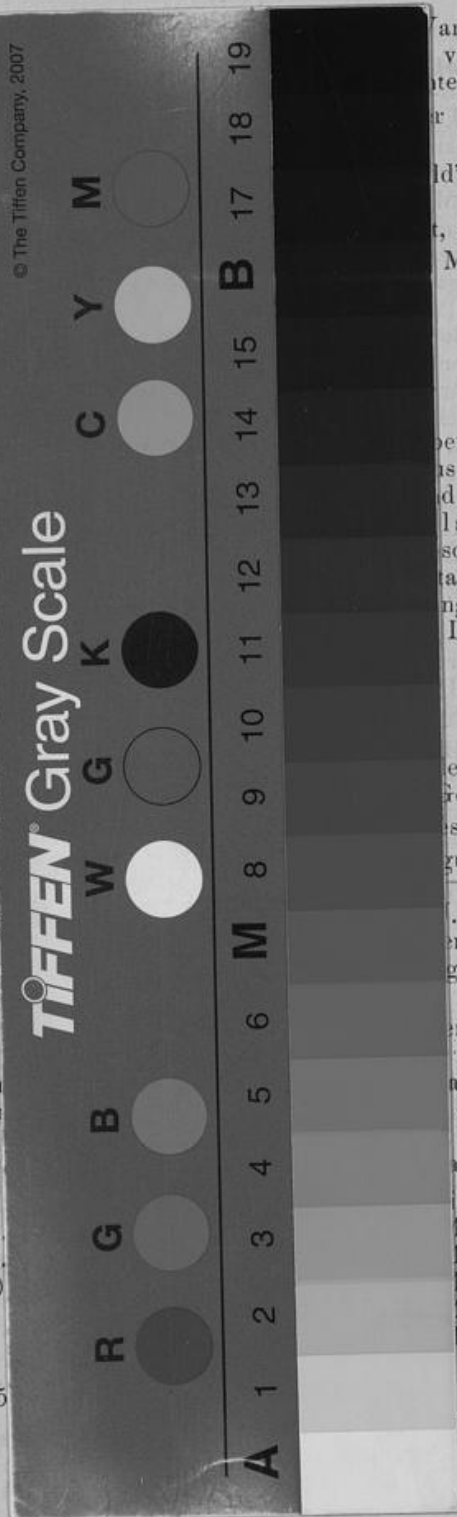 © The Tiffen Company, 2007
TIFFEN® Gray Scale
R G B W G K C Y M
A 1 2 3 4 5 6 M 8 9 10 11 12 13 14 15 B 17 18 19